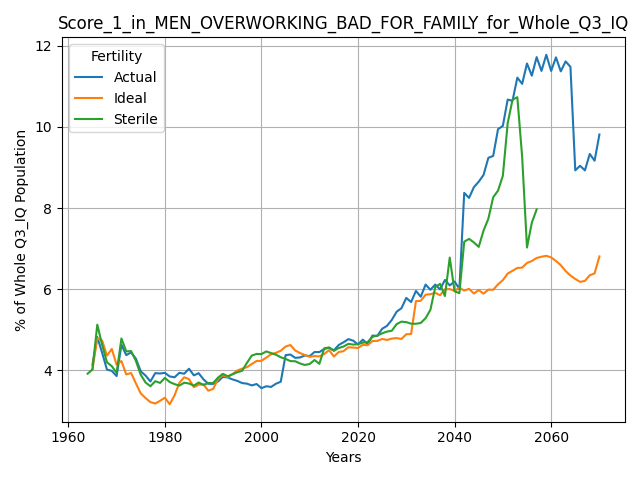 Score_1_in_MEN_OVERWORKING_BAD_FOR_FAMILY_for_Whole_Q3_IQ
Fertility
Actual
Ideal
Sterile
% of Whole Q3_IQ Population
12
10
8
6
4
1960 1980 2000 2020 2040 2060
Years